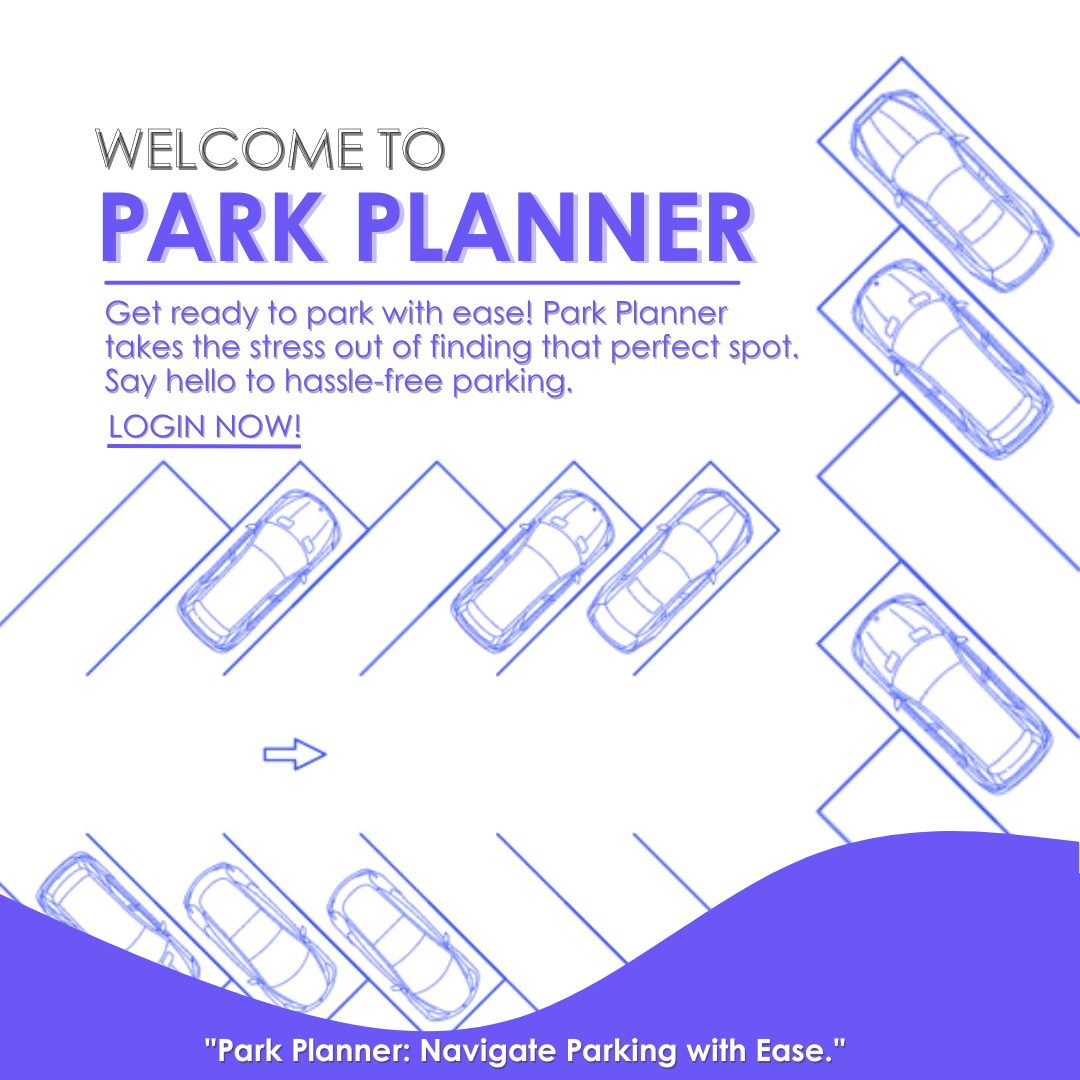 WELCOME TO
PARK PLANNER
Get ready to park with ease! Park Planner
takes the stress out of finding that perfect spot.
Say hello to hassle-free parking.
LOGIN NOW!
"Park Planner: Navigate Parking with Ease."